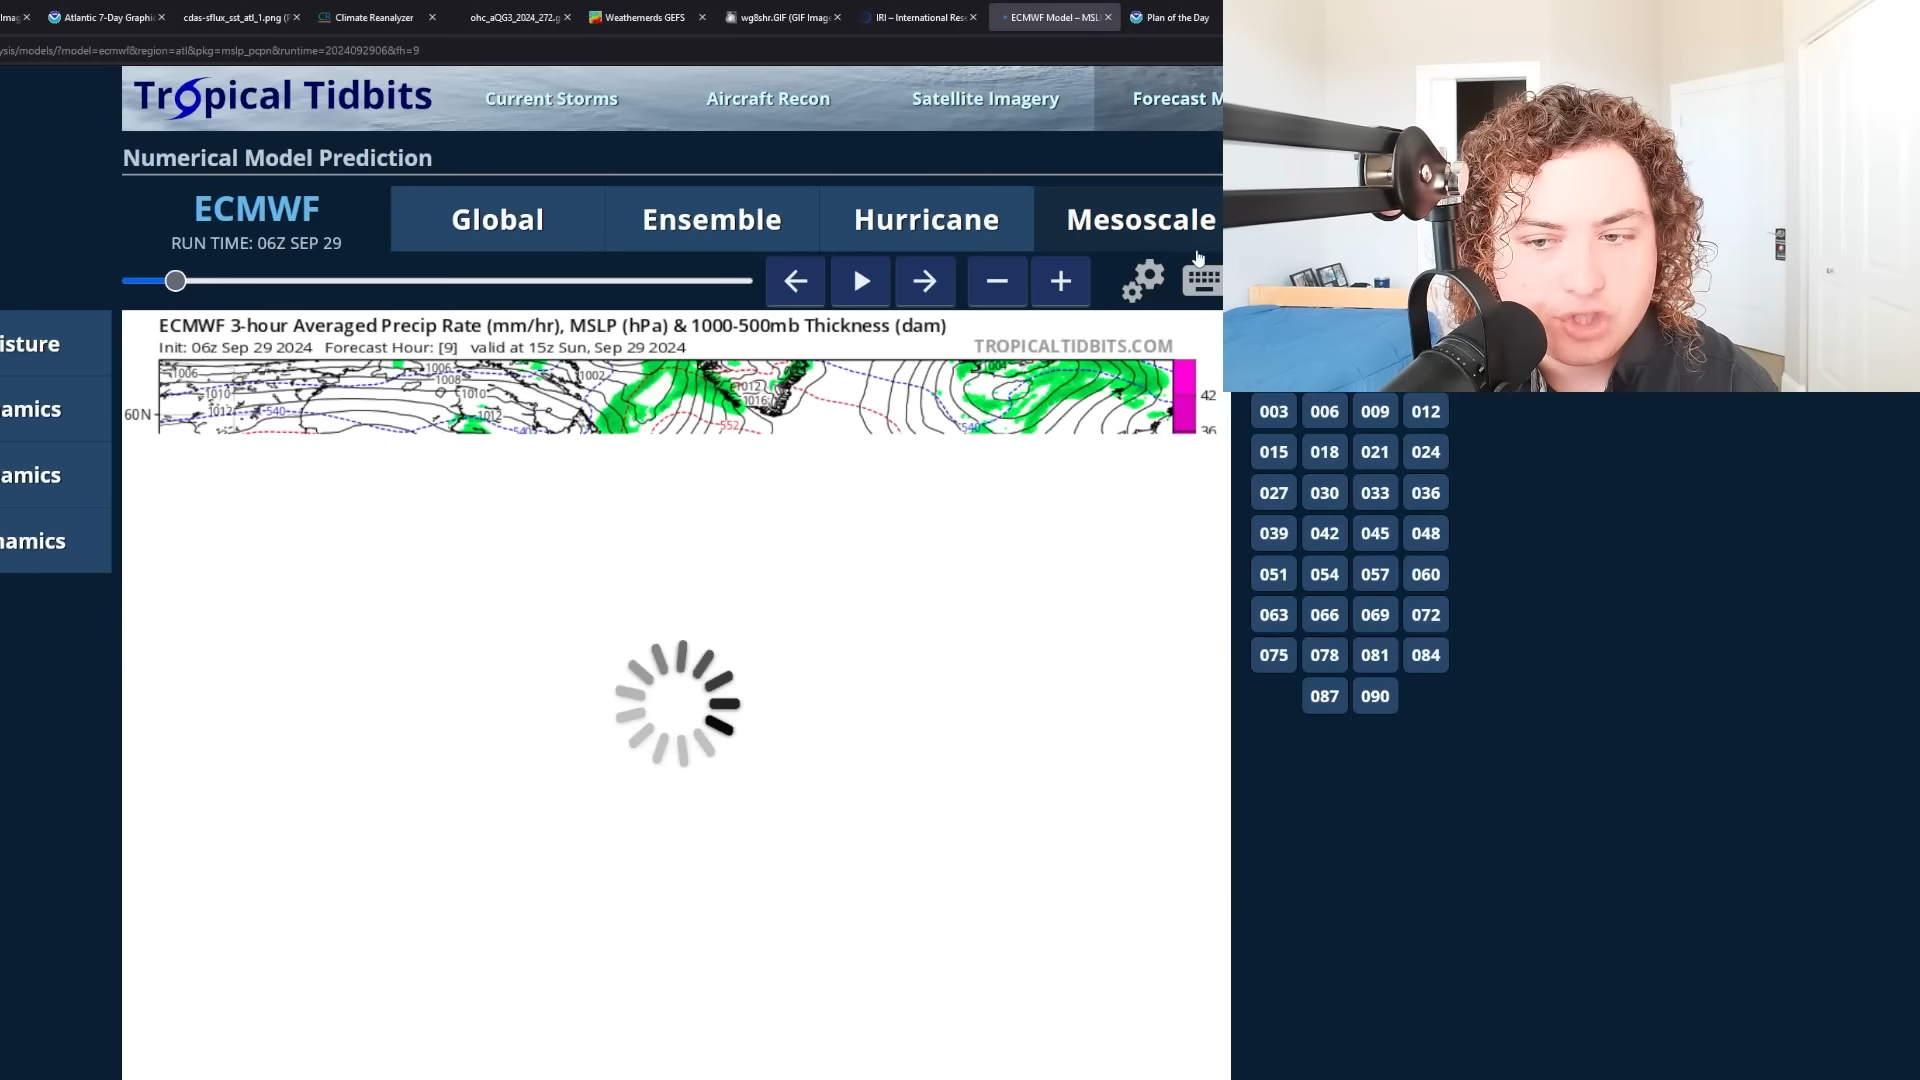 Atlantic 7-Day Graphi
cdas-sflux_sst_atl_1.png (
Climate Reanalyzer
ohc_aQG3_2024_272.g
Weathernerds GEFS
wg8shr.GIF (GIF Imag
IRI – International Res
ECMWF Model – MSL
Plan of the Day
ysis/models/?model=ecmwf&region=atl&pkg=mslp_pcpn&runtime=2024092906&fh=9
Tropical Tidbits
Current Storms
Aircraft Recon
Satellite Imagery
Forecast M
Numerical Model Prediction
ECMWF
RUN TIME: 06Z SEP 29
Global
Ensemble
Hurricane
Mesoscale
isture
amics
amics
namics
ECMWF 3-hour Averaged Precip Rate (mm/hr), MSLP (hPa) & 1000-500mb Thickness (dam)
Init: 06z Sep 29 2024 Forecast Hour: [9] valid at 15z Sun, Sep 29 2024
TROPICALTIDBITS.COM
1006
1006
1008
1002
1004
1010
1010
1012
1016
1012
540
1012
60N
552
540
540
42
36
003 006 009 012
015 018 021 024
027 030 033 036
039 042 045 048
051 054 057 060
063 066 069 072
075 078 081 084
087 090